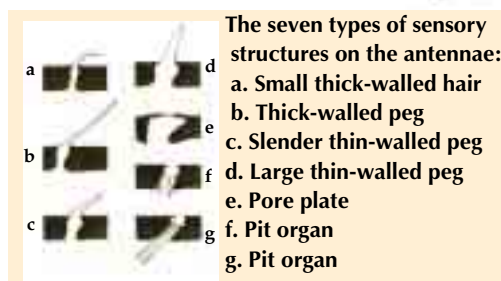 The seven types of sensory
structures on the antennae:
a. Small thick-walled hair
b. Thick-walled peg
c. Slender thin-walled peg
d. Large thin-walled peg
e. Pore plate
f. Pit organ
g. Pit organ
a
b
c
d
e
f
g